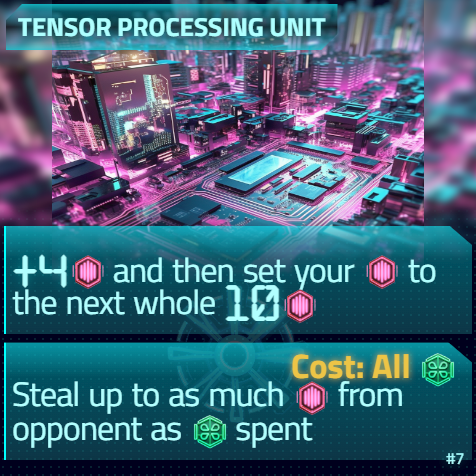 TENSOR PROCESSING UNIT
+4 and then set your to
the next whole 10
Cost: All
Steal up to as much from
opponent as spent
#7